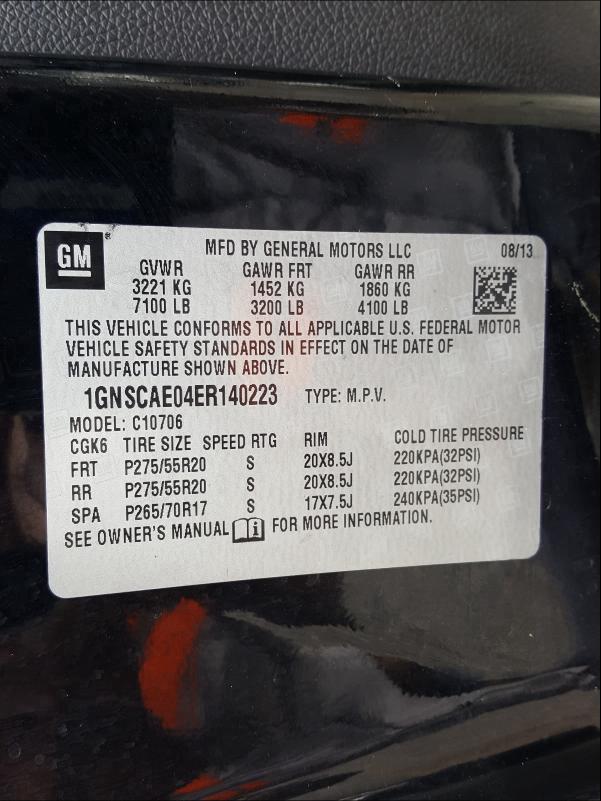 GM ®
MFD BY GENERAL MOTORS LLC 08/13
GVWR GAWR FRT GAWR RR
3221 KG 1452 KG 1860 KG
7100 LB 3200 LB 4100 LB
THIS VEHICLE CONFORMS TO ALL APPLICABLE U.S. FEDERAL MOTOR
VEHICLE SAFETY STANDARDS IN EFFECT ON THE DATE OF
MANUFACTURE SHOWN ABOVE.
1GNSCAE04ER140223 TYPE: M.P.V.
MODEL: C10706
CGK6 TIRE SIZE SPEED RTG RIM COLD TIRE PRESSURE
FRT P275/55R20 S 20X8.5J 220KPA(32PSI)
RR P275/55R20 S 20X8.5J 220KPA(32PSI)
SPA P265/70R17 S 17X7.5J 240KPA(35PSI)
SEE OWNER'S MANUAL FOR MORE INFORMATION.